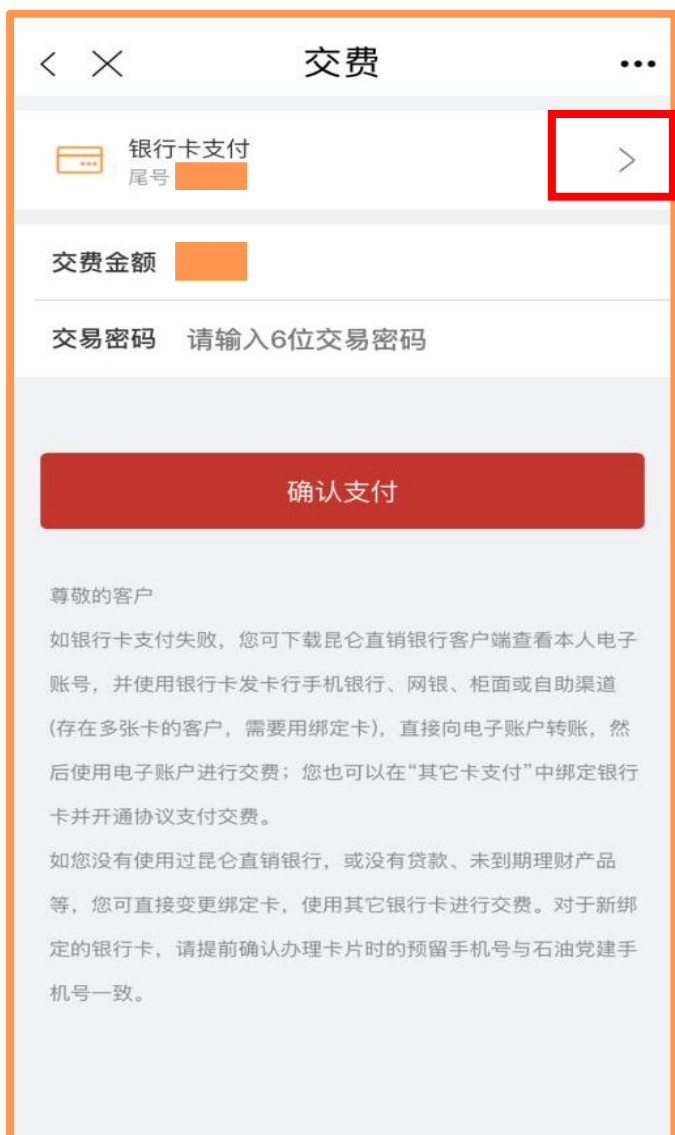 交费
银行卡支付
尾号
交费金额
交易密码 请输入6位交易密码
确认支付
尊敬的客户
如银行卡支付失败，您可下载昆仑直销银行客户端查看本人电子
账号，并使用银行卡发卡行手机银行、网银、柜面或自助渠道
(存在多张卡的客户，需要用绑定卡)，直接向电子账户转账，然
后使用电子账户进行交费；您也可以在“其它卡支付”中绑定银行
卡并开通协议支付交费。
如您没有使用过昆仑直销银行，或没有贷款、未到期理财产品
等，您可直接变更绑定卡，使用其它银行卡进行交费。对于新绑
定的银行卡，请提前确认办理卡片时的预留手机号与石油党建手
机号一致。